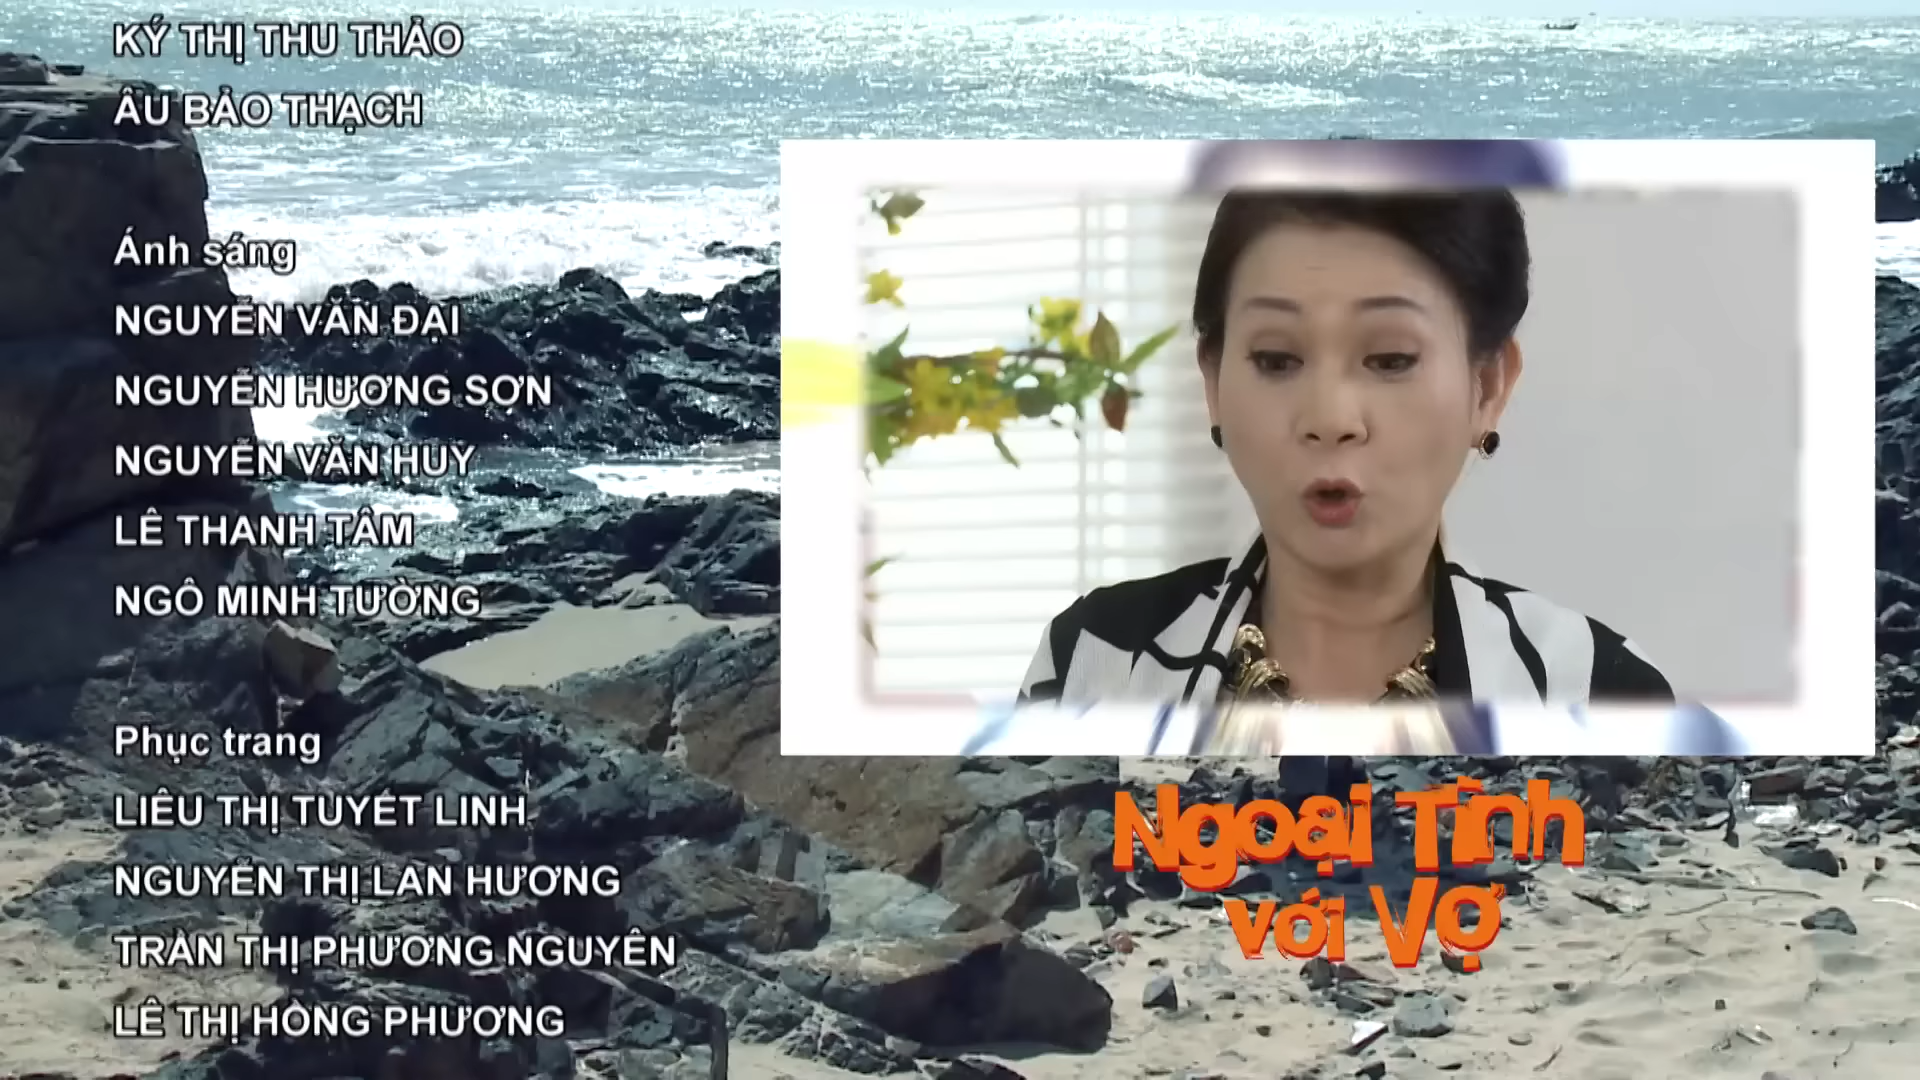 KÝ THỊ THU THẢO
ÂU BẢO THẠCH
Ánh sáng
NGUYỄN VĂN ĐẠI
NGUYỄN HƯƠNG SƠN
NGUYỄN VĂN HUY
LÊ THANH TÂM
NGÔ MINH TƯỜNG
Phục trang
LIÊU THỊ TUYẾT LINH
NGUYỄN THỊ LAN HƯƠNG
TRẦN THỊ PHƯƠNG NGUYÊN
LÊ THỊ HỒNG PHƯƠNG
Ngoại Tình
với Vợ